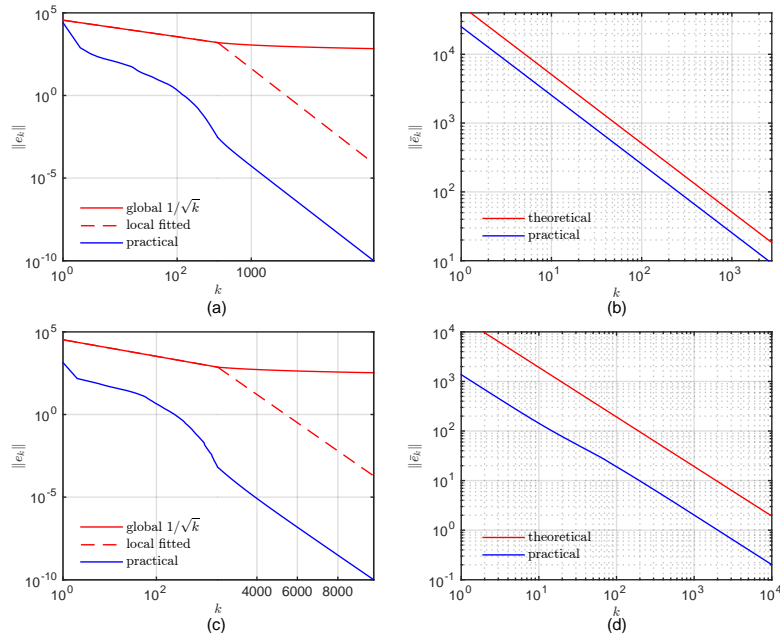 10^5
10^0
10^-5
10^-10
‖e_k‖
global 1/√k
local fitted
practical
10^0
10^2
1000
k
(a)
10^4
10^3
10^2
10^1
‖ē_k‖
theoretical
practical
10^0
10^1
10^2
10^3
k
(b)
10^5
10^0
10^-5
10^-10
‖e_k‖
global 1/√k
local fitted
practical
10^0
10^2
4000
6000
8000
k
(c)
10^4
10^3
10^2
10^1
10^0
10^-1
‖ē_k‖
theoretical
practical
10^0
10^1
10^2
10^3
10^4
k
(d)